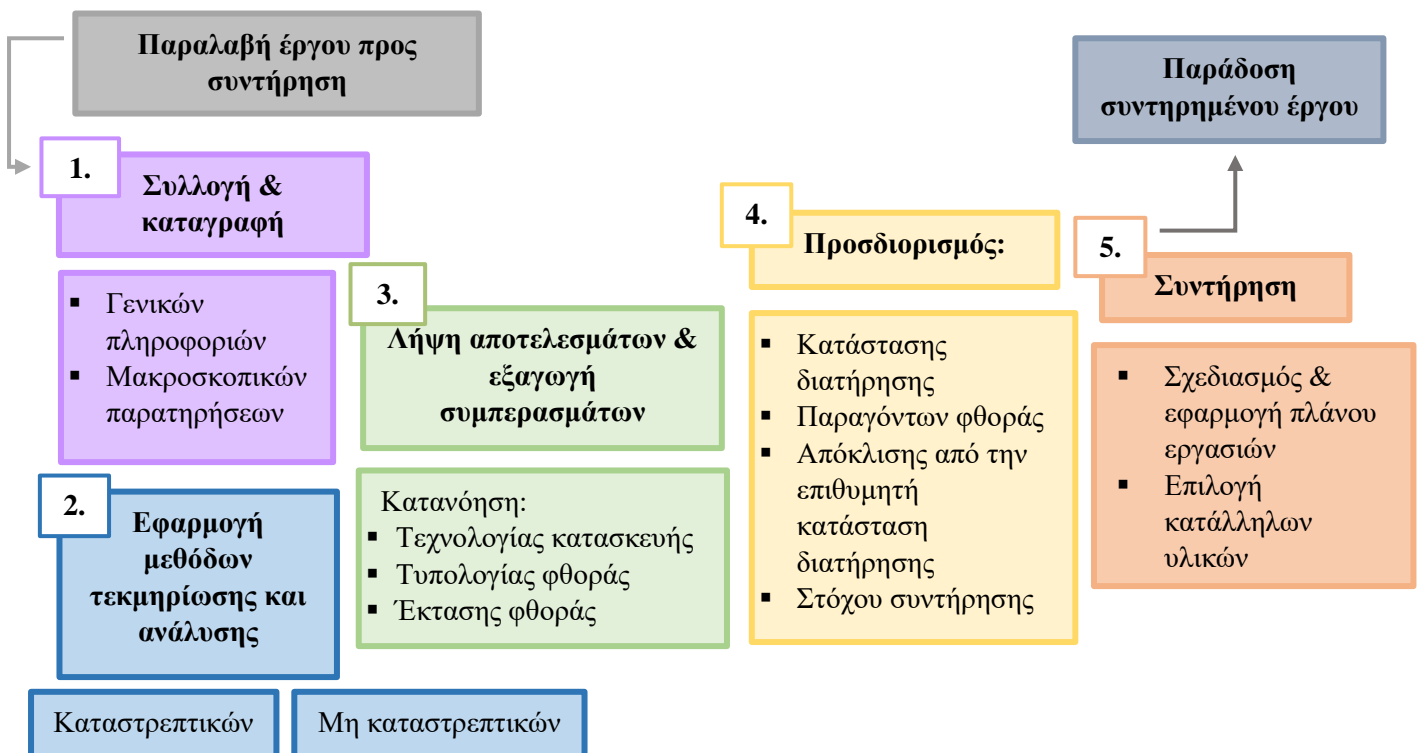 Παραλαβή έργου προς
συντήρηση
1.
Συλλογή &
καταγραφή
▪ Γενικών
πληροφοριών
▪ Μακροσκοπικών
παρατηρήσεων
2.
Εφαρμογή
μεθόδων
τεκμηρίωσης και
ανάλυσης
Καταστρεπτικών
Μη καταστρεπτικών
3.
Λήψη αποτελεσμάτων &
εξαγωγή
συμπερασμάτων
Κατανόηση:
▪ Τεχνολογίας κατασκευής
▪ Τυπολογίας φθοράς
▪ Έκτασης φθοράς
4.
Προσδιορισμός:
▪ Κατάστασης
διατήρησης
▪ Παραγόντων φθοράς
▪ Απόκλισης από την
επιθυμητή
κατάσταση
διατήρησης
▪ Στόχου συντήρησης
5.
Συντήρηση
▪ Σχεδιασμός &
εφαρμογή πλάνου
εργασιών
▪ Επιλογή
κατάλληλων
υλικών
Παράδοση
συντηρημένου έργου